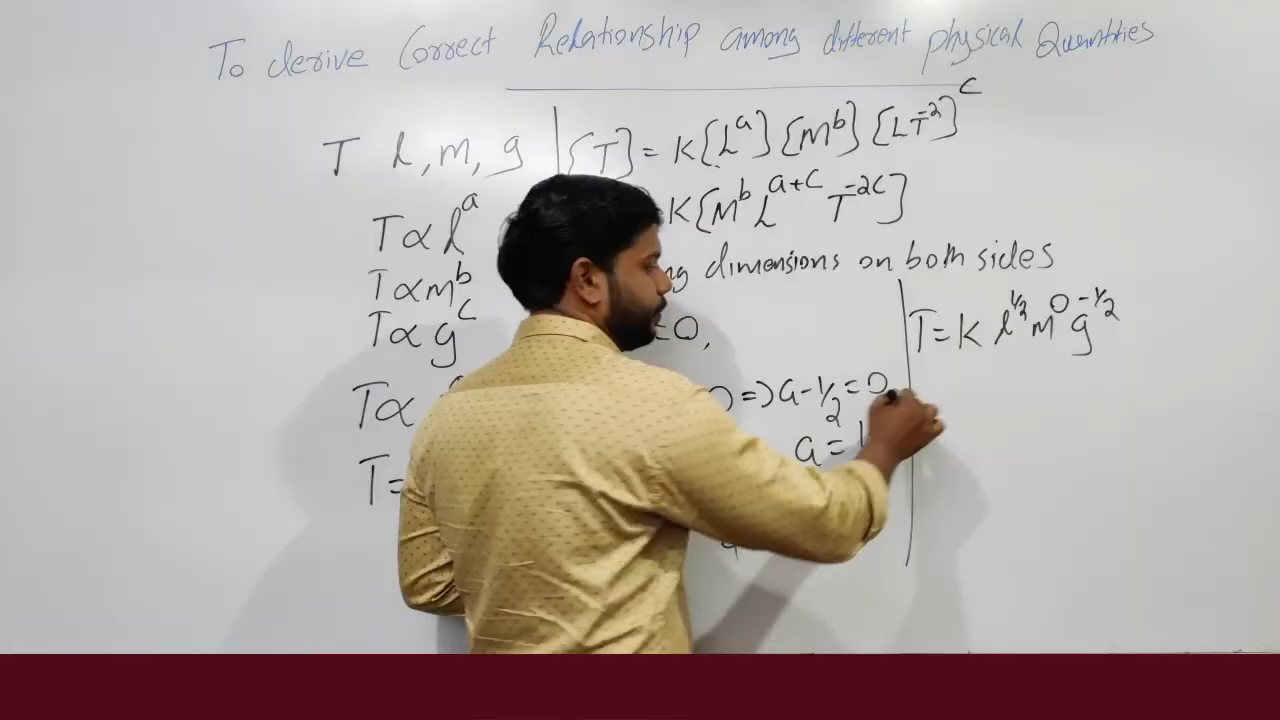 To derive Correct Relationship among different physical Quantities
T l, m, g
T ∝ l^a
T ∝ m^b
T ∝ g^c
T ∝
T =
[T] = K[L^a] [M^b] [LT^-2]^c
K[M^b L^a+c T^-2c]
dimensions on both sides
= 0,
0 => a - 1/2 = 0
a =
T = K l^1/2 m^0 g^-1/2